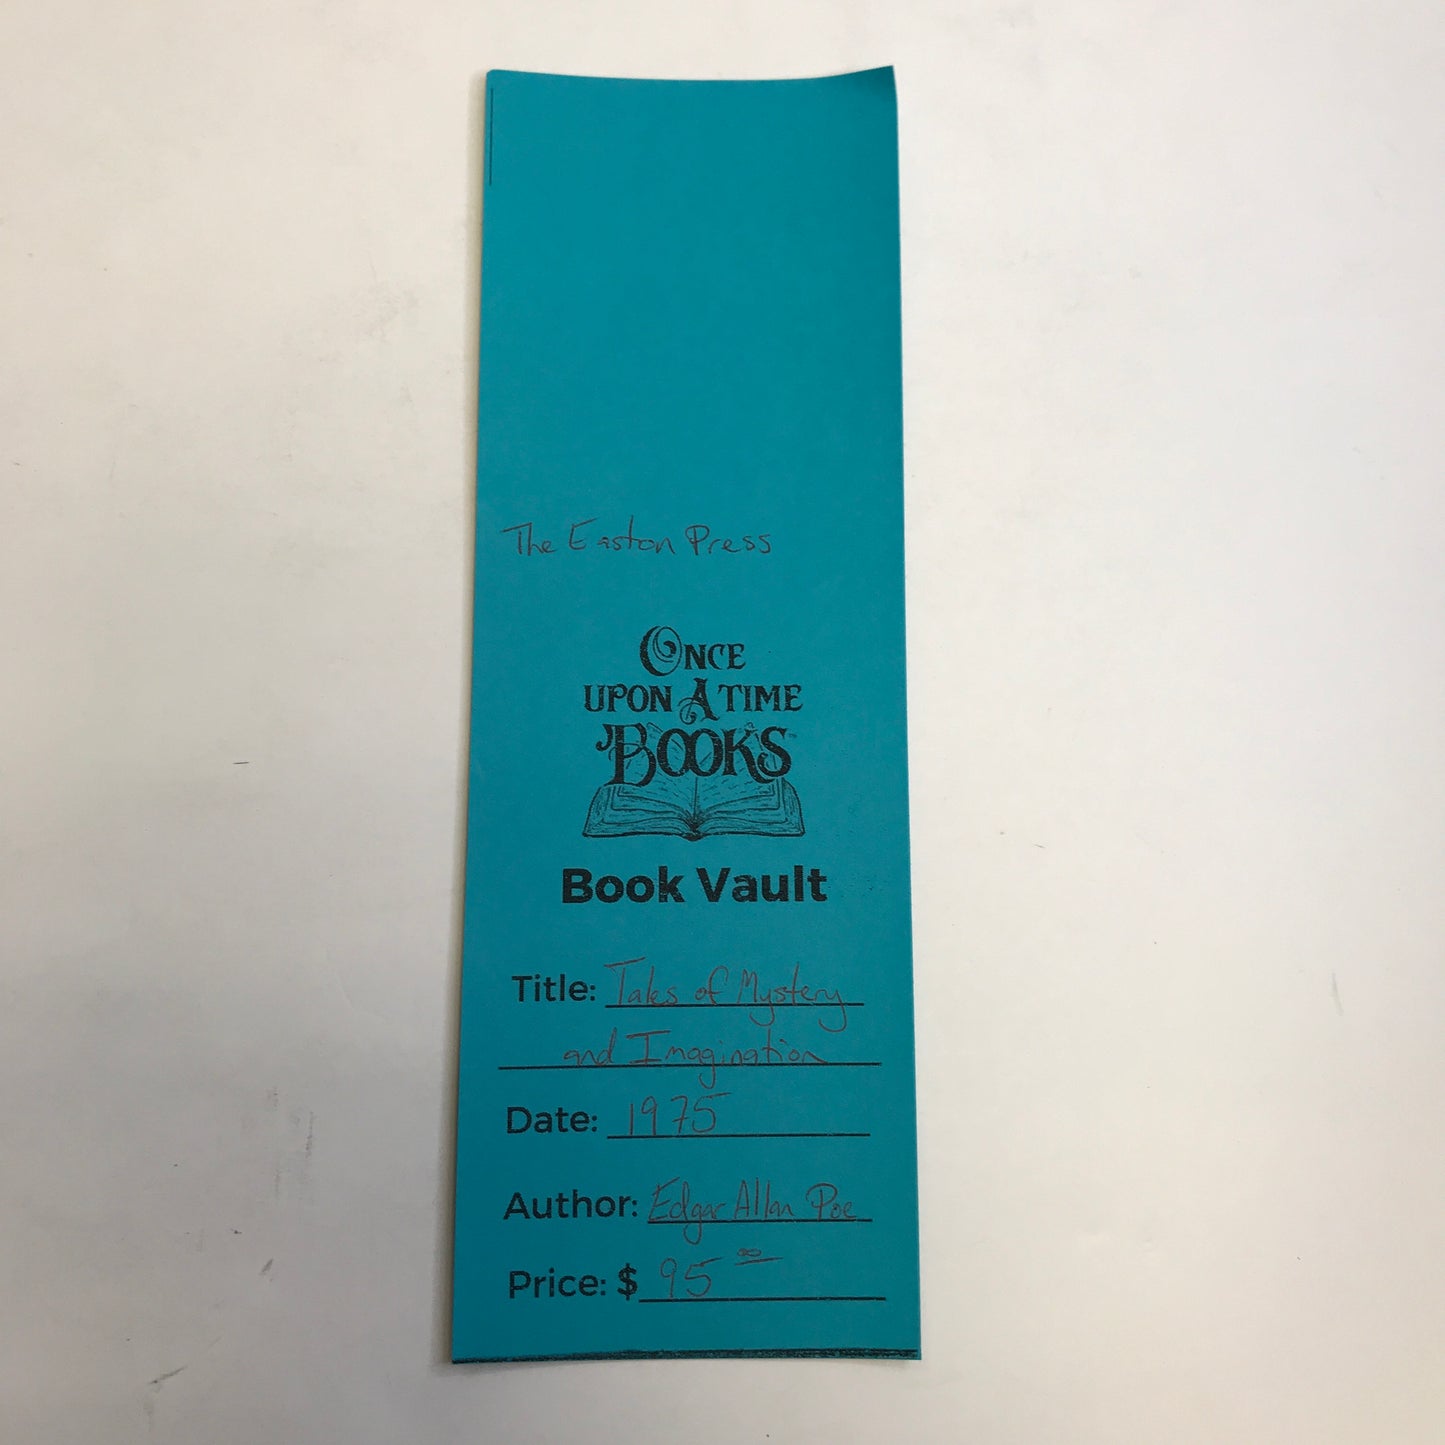 The Easton Press
ONCE
UPON A TIME
BOOKS
Book Vault
Title: Tales of Mystery
and Imagination
Date: 1975
Author: Edgar Allan Poe
Price: $ 95 00